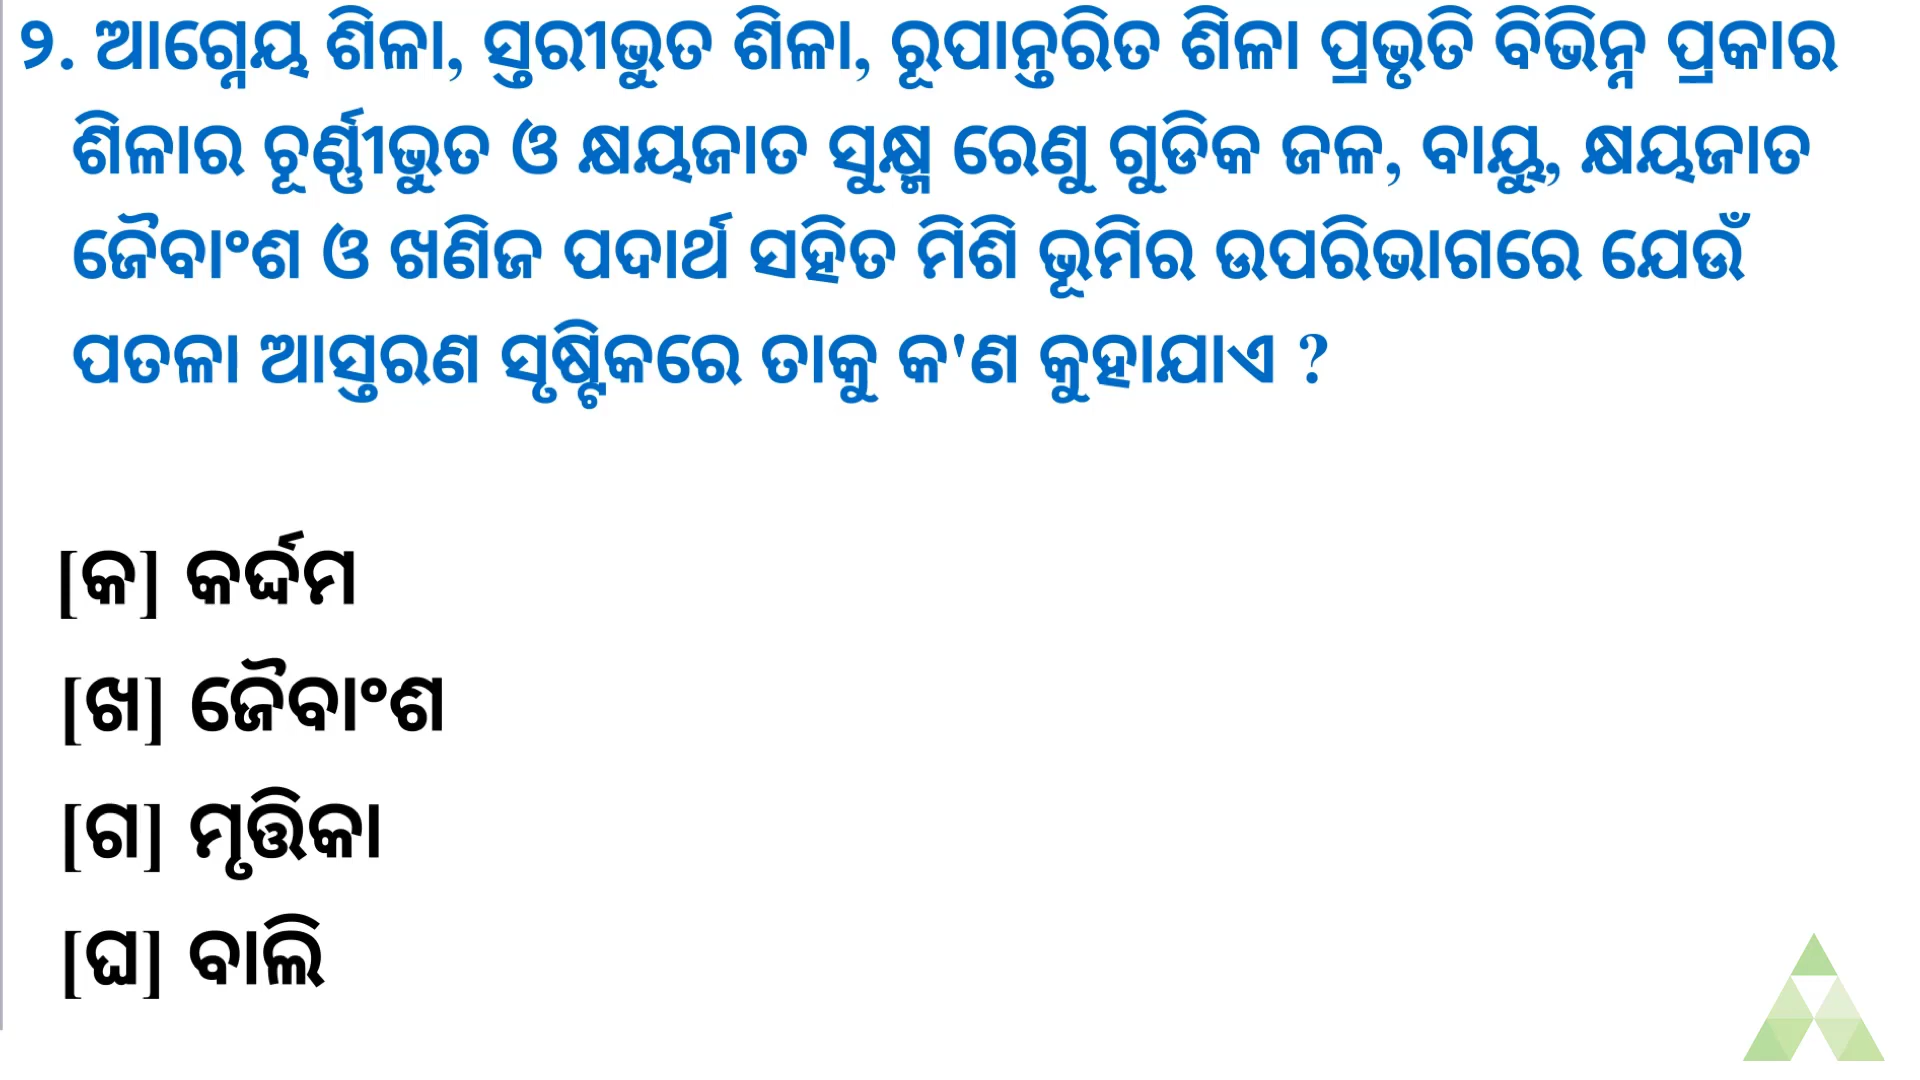 ୨. ଆଗ୍ନେୟ ଶିଳା, ସ୍ତରୀଭୁତ ଶିଳା, ରୂପାନ୍ତରିତ ଶିଳା ପ୍ରଭୃତି ବିଭିନ୍ନ ପ୍ରକାର
ଶିଳାର ଚୂର୍ଣ୍ଣୀଭୁତ ଓ କ୍ଷୟଜାତ ସୁକ୍ଷ୍ମ ରେଣୁ ଗୁଡିକ ଜଳ, ବାୟୁ, କ୍ଷୟଜାତ
ଜୈବାଂଶ ଓ ଖଣିଜ ପଦାର୍ଥ ସହିତ ମିଶି ଭୂମିର ଉପରିଭାଗରେ ଯେଉଁ
ପତଳା ଆସ୍ତରଣ ସୃଷ୍ଟିକରେ ତାକୁ କ'ଣ କୁହାଯାଏ ?
[କ] କର୍ଦ୍ଦମ
[ଖ] ଜୈବାଂଶ
[ଗ] ମୃତ୍ତିକା
[ଘ] ବାଲି